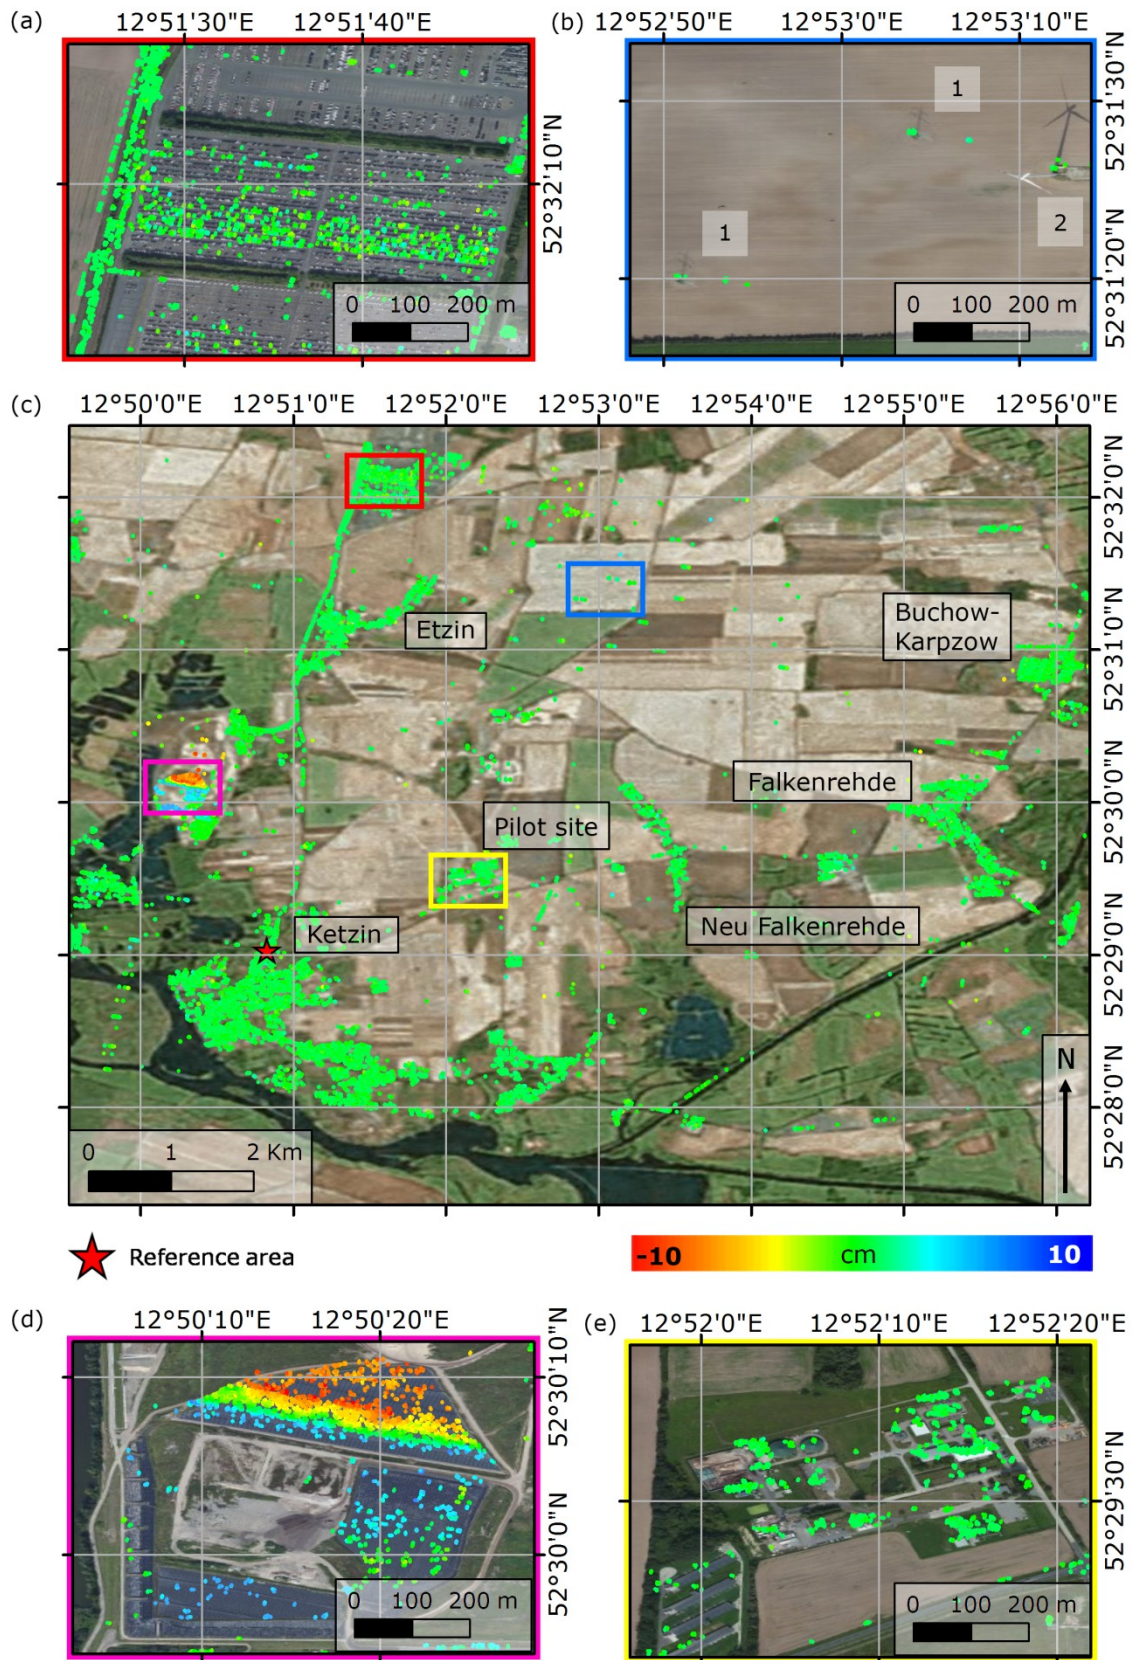 (a)
12°51'30"E 12°51'40"E
52°32'10"N
0 100 200 m
(b)
12°52'50"E 12°53'0"E 12°53'10"E
1
1
2
52°31'30"N
52°31'20"N
0 100 200 m
(c)
12°50'0"E 12°51'0"E 12°52'0"E 12°53'0"E 12°54'0"E 12°55'0"E 12°56'0"E
52°32'0"N
52°31'0"N
52°30'0"N
52°29'0"N
52°28'0"N
Etzin
Buchow-
Karpzow
Falkenrehde
Pilot site
Neu Falkenrehde
Ketzin
N
0 1 2 Km
Reference area
-10 cm 10
(d)
12°50'10"E 12°50'20"E
52°30'10"N
52°30'0"N
0 100 200 m
(e)
12°52'0"E 12°52'10"E 12°52'20"E
52°29'30"N
0 100 200 m